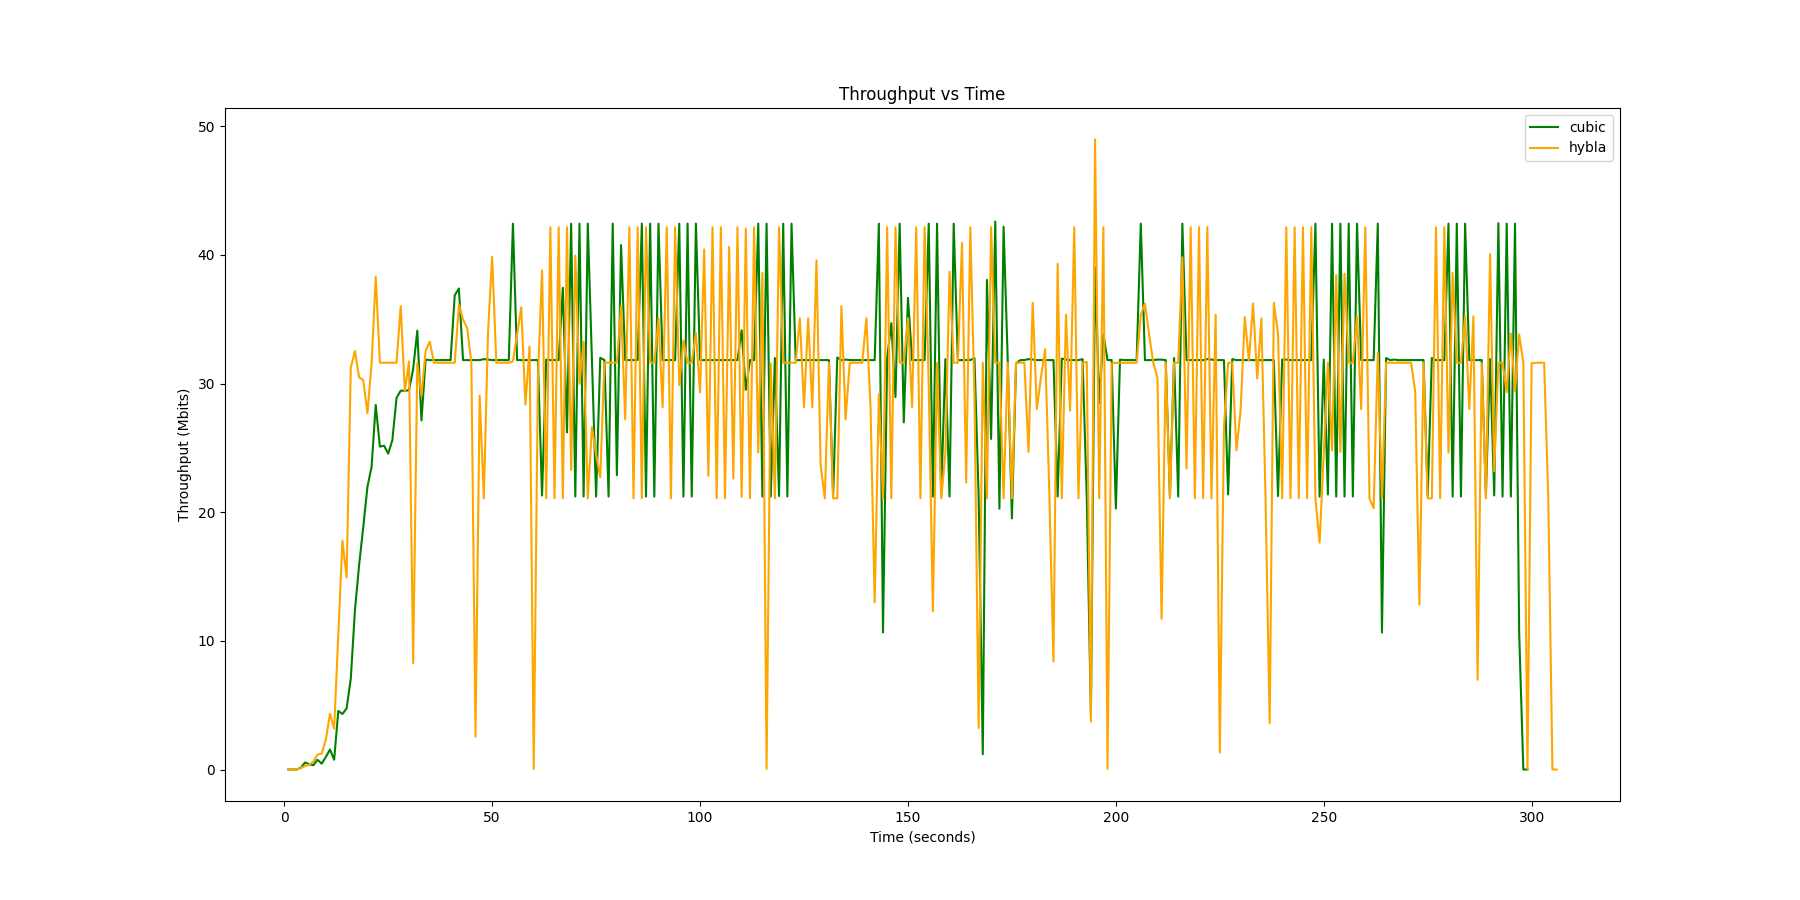 Throughput vs Time
cubic
hybla
Throughput (Mbits)
50
40
30
20
10
0
0 50 100 150 200 250 300
Time (seconds)